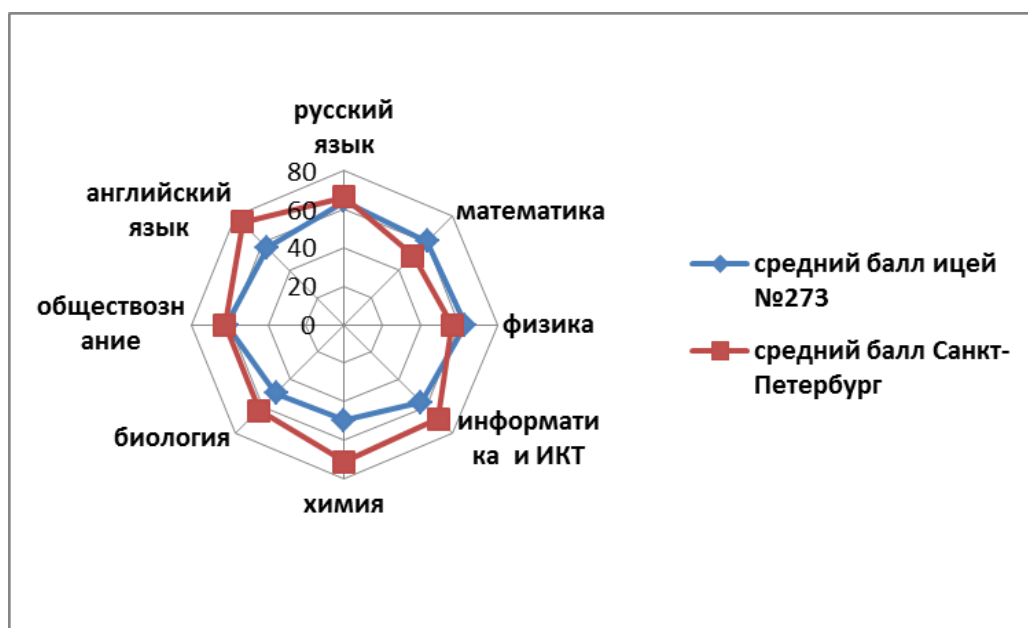 русский
язык
математика
физика
информати
ка и ИКТ
химия
биология
обществозн
ание
английский
язык
80
60
40
20
0
средний балл ицей
№273
средний балл Санкт-
Петербург